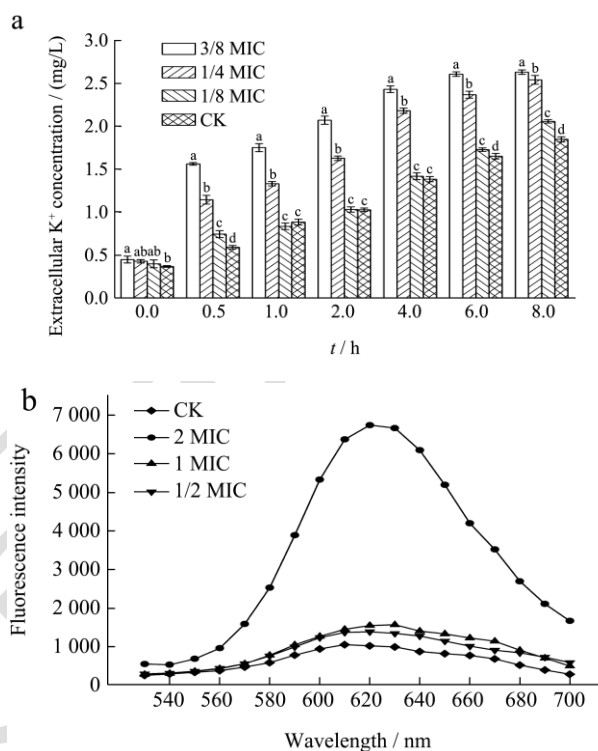 a
Extracellular K⁺ concentration / (mg/L)
3.0
2.5
2.0
1.5
1.0
0.5
0.0
3/8 MIC
1/4 MIC
1/8 MIC
CK
a ab ab b
a b c d
a b c c
a b c c
a b c c
a b c d
a b c d
0.0 0.5 1.0 2.0 4.0 6.0 8.0
t / h
b
Fluorescence intensity
7 000
6 000
5 000
4 000
3 000
2 000
1 000
0
CK
2 MIC
1 MIC
1/2 MIC
540 560 580 600 620 640 660 680 700
Wavelength / nm